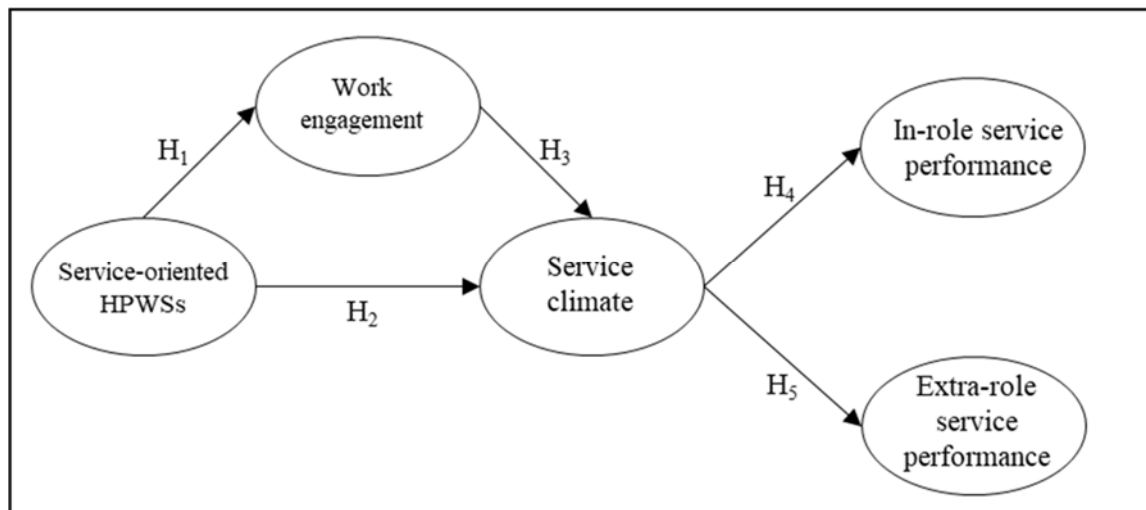 Work
engagement
H₁
H₃
Service-oriented
HPWSs
H₂
Service
climate
H₄
In-role service
performance
H₅
Extra-role
service
performance